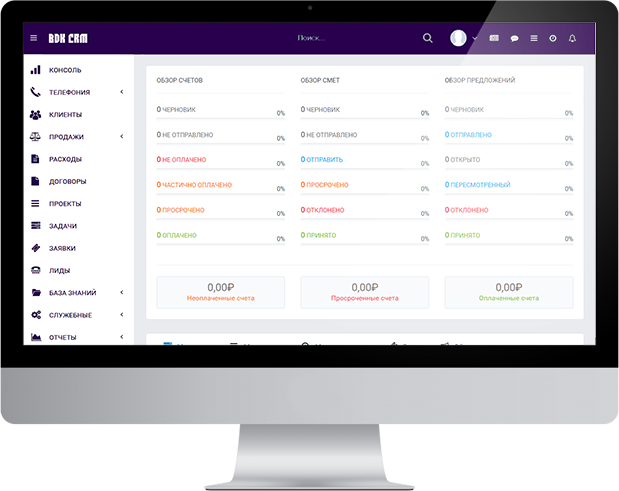 BDK CRM
Поиск...
КОНСОЛЬ
ТЕЛЕФОНИЯ
КЛИЕНТЫ
ПРОДАЖИ
РАСХОДЫ
ДОГОВОРЫ
ПРОЕКТЫ
ЗАДАЧИ
ЗАЯВКИ
ЛИДЫ
БАЗА ЗНАНИЙ
СЛУЖЕБНЫЕ
ОТЧЕТЫ
ОБЗОР СЧЕТОВ
0 ЧЕРНОВИК 0%
0 НЕ ОТПРАВЛЕНО 0%
0 НЕ ОПЛАЧЕНО 0%
0 ЧАСТИЧНО ОПЛАЧЕНО 0%
0 ПРОСРОЧЕНО 0%
0 ОПЛАЧЕНО 0%
ОБЗОР СМЕТ
0 ЧЕРНОВИК 0%
0 НЕ ОТПРАВЛЕНО 0%
0 ОТПРАВИТЬ 0%
0 ПРОСРОЧЕНО 0%
0 ОТКЛОНЕНО 0%
0 ПРИНЯТО 0%
ОБЗОР ПРЕДЛОЖЕНИЙ
0 ЧЕРНОВИК 0%
0 ОТПРАВЛЕНО 0%
0 ОТКРЫТО 0%
0 ПЕРЕСМОТРЕННЫЙ 0%
0 ОТКЛОНЕНО 0%
0 ПРИНЯТО 0%
0,00₽
Неоплаченные счета
0,00₽
Просроченные счета
0,00₽
Оплаченные счета